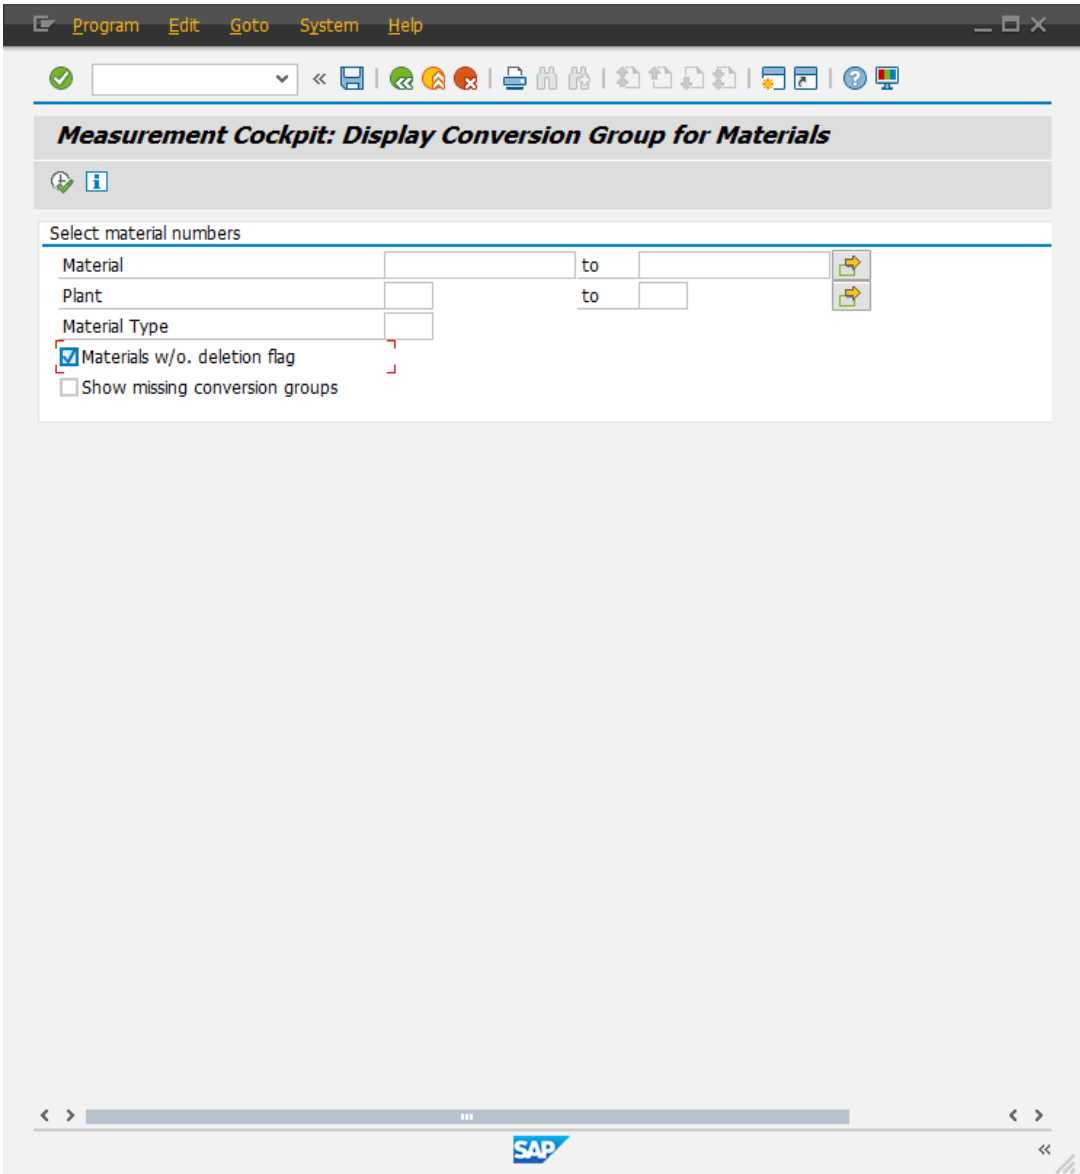 Program Edit Goto System Help
Measurement Cockpit: Display Conversion Group for Materials
Select material numbers
Material to
Plant to
Material Type
Materials w/o. deletion flag
Show missing conversion groups
SAP